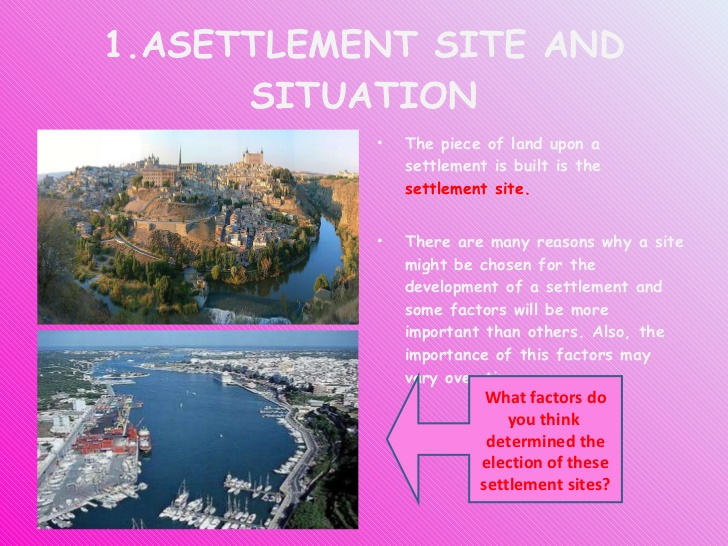 1.ASETTLEMENT SITE AND
SITUATION
• The piece of land upon a
settlement is built is the
settlement site.
• There are many reasons why a site
might be chosen for the
development of a settlement and
some factors will be more
important than others. Also, the
importance of this factors may
What factors do
you think
determined the
election of these
settlement sites?